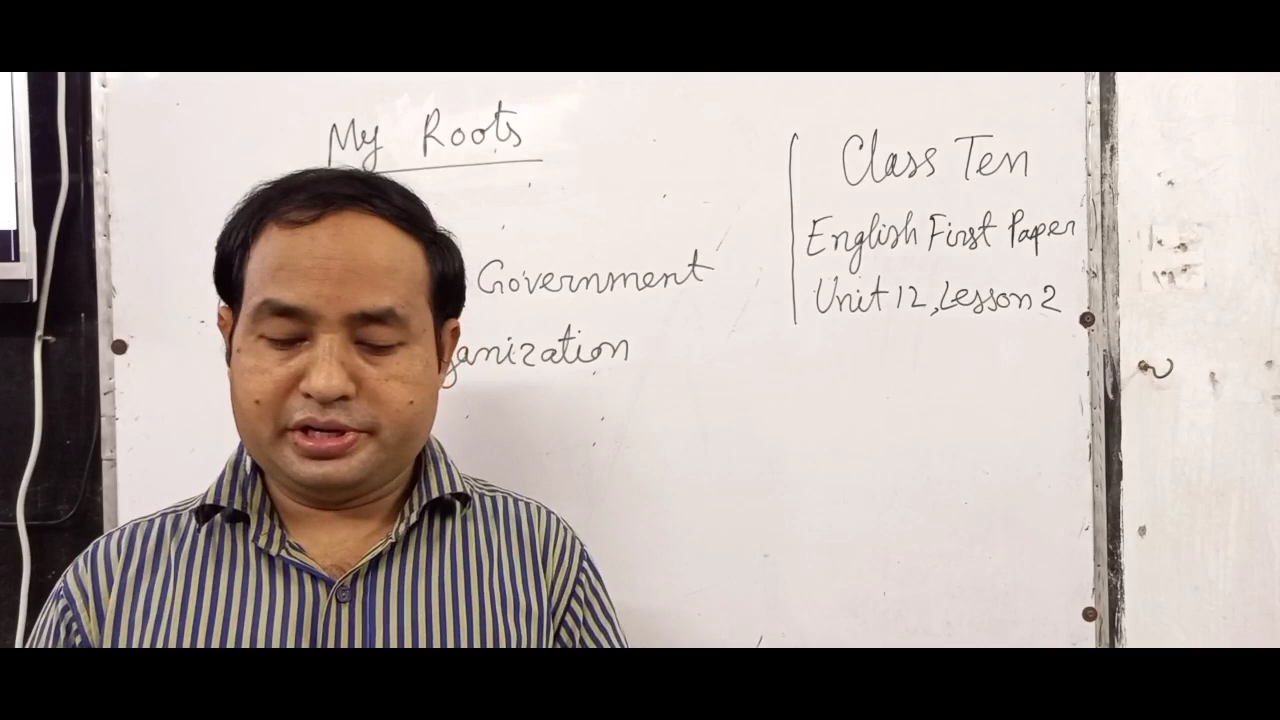 My Roots
Government
ganization
Class Ten
English First Paper
Unit 12, Lesson 2